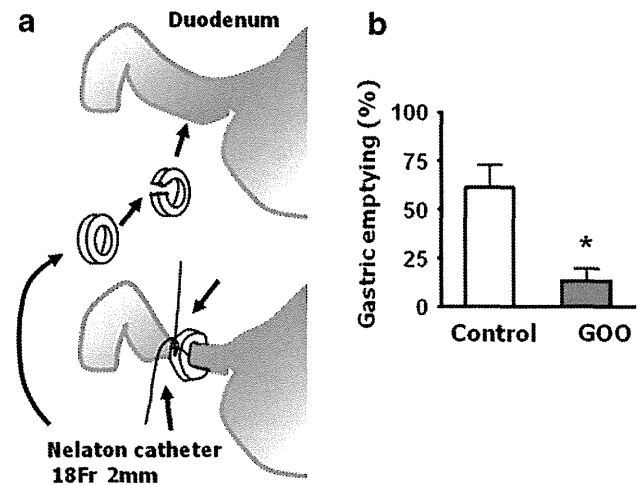 a
Duodenum
Nelaton catheter
18Fr 2mm
b
Gastric emptying (%)
100
75
50
25
0
*
Control GOO